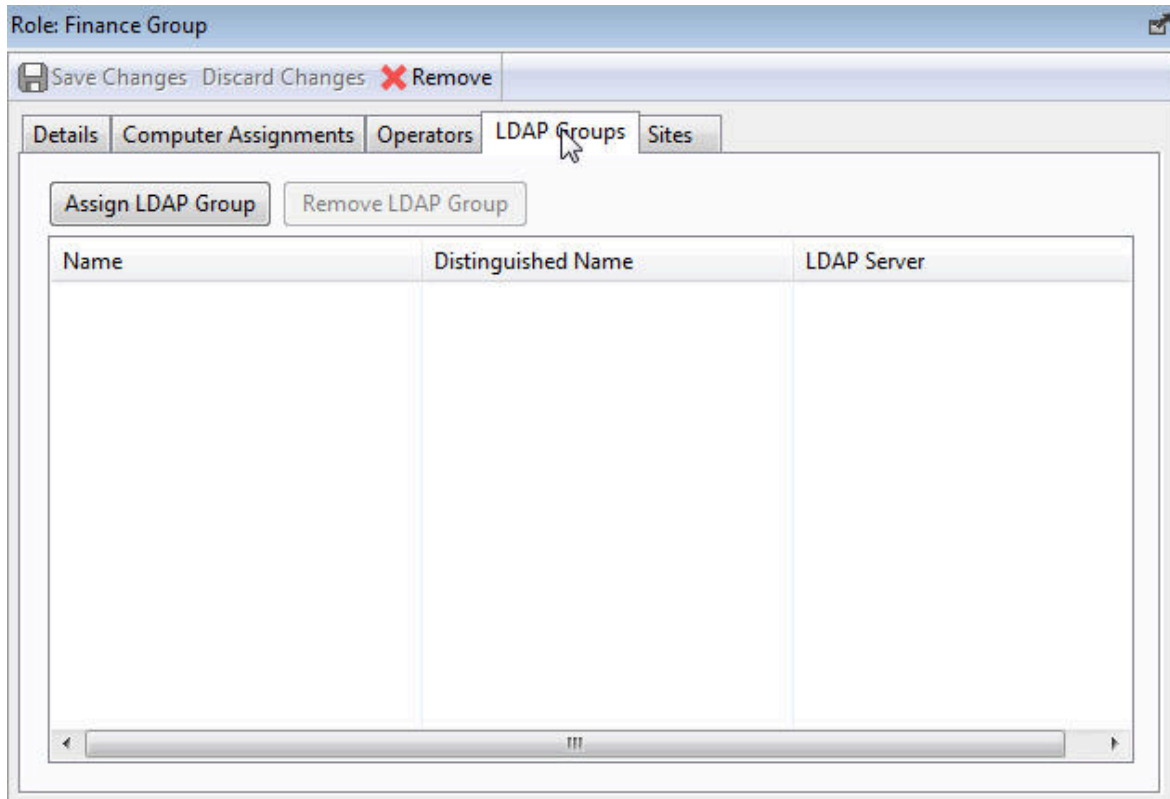 Role: Finance Group
Save Changes Discard Changes Remove
Details Computer Assignments Operators LDAP Groups Sites
Assign LDAP Group Remove LDAP Group
Name Distinguished Name LDAP Server